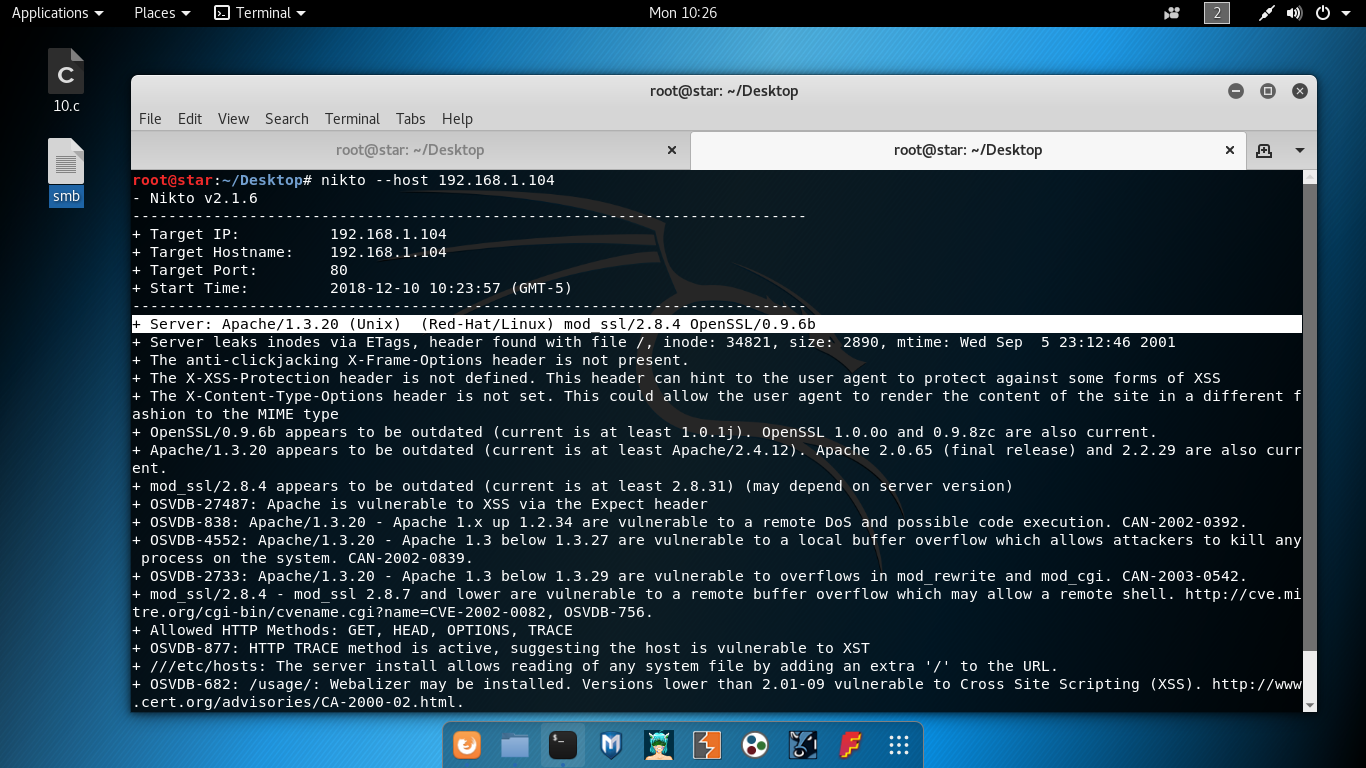 Applications Places Terminal Mon 10:26 2
C
10.c
smb
root@star: ~/Desktop
File Edit View Search Terminal Tabs Help
root@star: ~/Desktop root@star: ~/Desktop
root@star:~/Desktop# nikto --host 192.168.1.104
- Nikto v2.1.6
---------------------------------------------------------------------------
+ Target IP:          192.168.1.104
+ Target Hostname:    192.168.1.104
+ Target Port:        80
+ Start Time:         2018-12-10 10:23:57 (GMT-5)
---------------------------------------------------------------------------
+ Server: Apache/1.3.20 (Unix)  (Red-Hat/Linux) mod_ssl/2.8.4 OpenSSL/0.9.6b
+ Server leaks inodes via ETags, header found with file /, inode: 34821, size: 2890, mtime: Wed Sep  5 23:12:46 2001
+ The anti-clickjacking X-Frame-Options header is not present.
+ The X-XSS-Protection header is not defined. This header can hint to the user agent to protect against some forms of XSS
+ The X-Content-Type-Options header is not set. This could allow the user agent to render the content of the site in a different f
ashion to the MIME type
+ OpenSSL/0.9.6b appears to be outdated (current is at least 1.0.1j). OpenSSL 1.0.0o and 0.9.8zc are also current.
+ Apache/1.3.20 appears to be outdated (current is at least Apache/2.4.12). Apache 2.0.65 (final release) and 2.2.29 are also curr
ent.
+ mod_ssl/2.8.4 appears to be outdated (current is at least 2.8.31) (may depend on server version)
+ OSVDB-27487: Apache is vulnerable to XSS via the Expect header
+ OSVDB-838: Apache/1.3.20 - Apache 1.x up 1.2.34 are vulnerable to a remote DoS and possible code execution. CAN-2002-0392.
+ OSVDB-4552: Apache/1.3.20 - Apache 1.3 below 1.3.27 are vulnerable to a local buffer overflow which allows attackers to kill any
 process on the system. CAN-2002-0839.
+ OSVDB-2733: Apache/1.3.20 - Apache 1.3 below 1.3.29 are vulnerable to overflows in mod_rewrite and mod_cgi. CAN-2003-0542.
+ mod_ssl/2.8.4 - mod_ssl 2.8.7 and lower are vulnerable to a remote buffer overflow which may allow a remote shell. http://cve.mi
tre.org/cgi-bin/cvename.cgi?name=CVE-2002-0082, OSVDB-756.
+ Allowed HTTP Methods: GET, HEAD, OPTIONS, TRACE
+ OSVDB-877: HTTP TRACE method is active, suggesting the host is vulnerable to XST
+ ///etc/hosts: The server install allows reading of any system file by adding an extra '/' to the URL.
+ OSVDB-682: /usage/: Webalizer may be installed. Versions lower than 2.01-09 vulnerable to Cross Site Scripting (XSS). http://www
.cert.org/advisories/CA-2000-02.html.